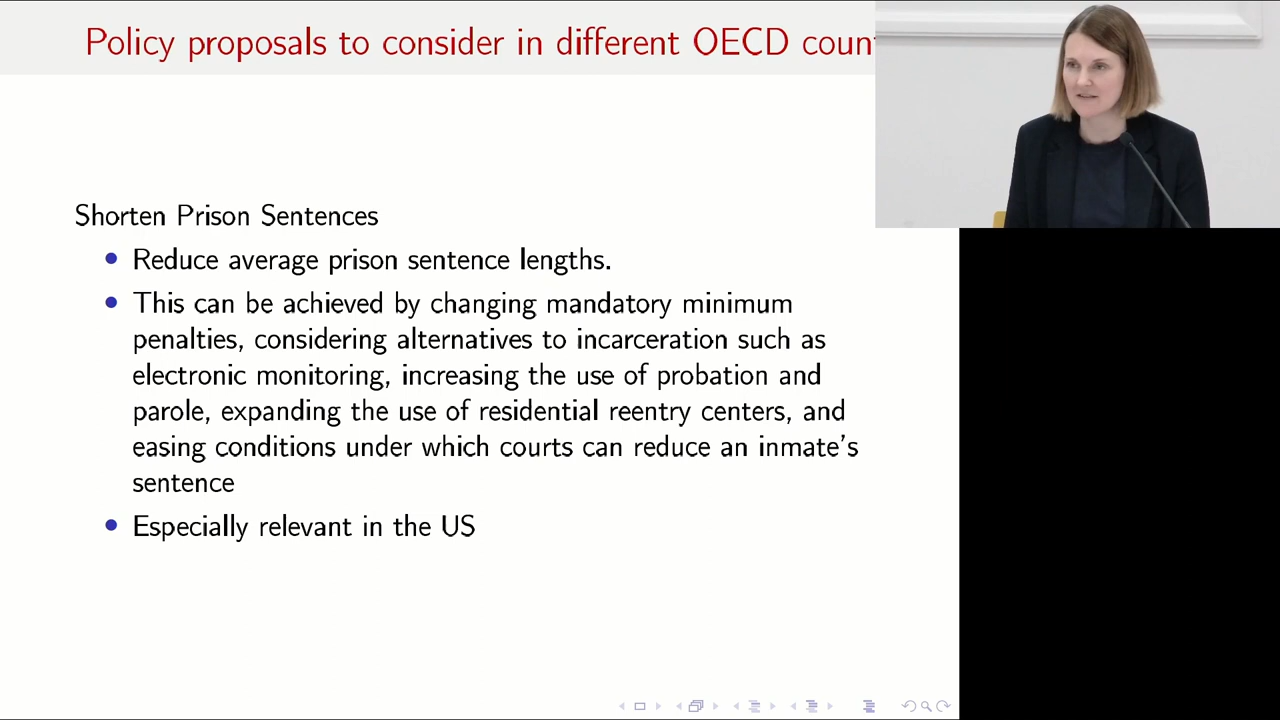 Policy proposals to consider in different OECD coun
Shorten Prison Sentences
Reduce average prison sentence lengths.
This can be achieved by changing mandatory minimum
penalties, considering alternatives to incarceration such as
electronic monitoring, increasing the use of probation and
parole, expanding the use of residential reentry centers, and
easing conditions under which courts can reduce an inmate's
sentence
Especially relevant in the US